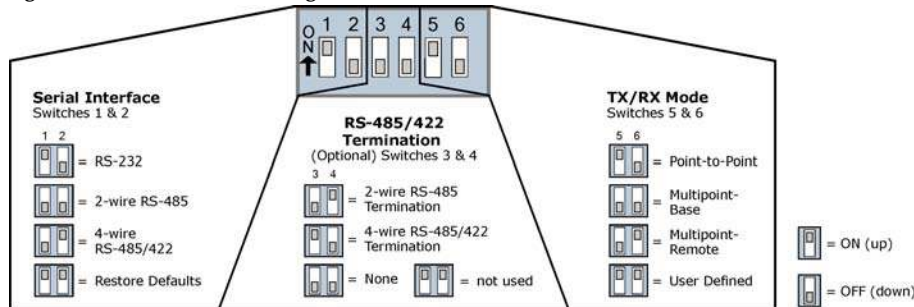 ON
1 2 3 4 5 6
Serial Interface
Switches 1 & 2
1 2
= RS-232
= 2-wire RS-485
= 4-wire
RS-485/422
= Restore Defaults
RS-485/422
Termination
(Optional) Switches 3 & 4
3 4
= 2-wire RS-485
Termination
= 4-wire RS-485/422
Termination
= None
= not used
TX/RX Mode
Switches 5 & 6
5 6
= Point-to-Point
= Multipoint-
Base
= Multipoint-
Remote
= User Defined
= ON (up)
= OFF (down)